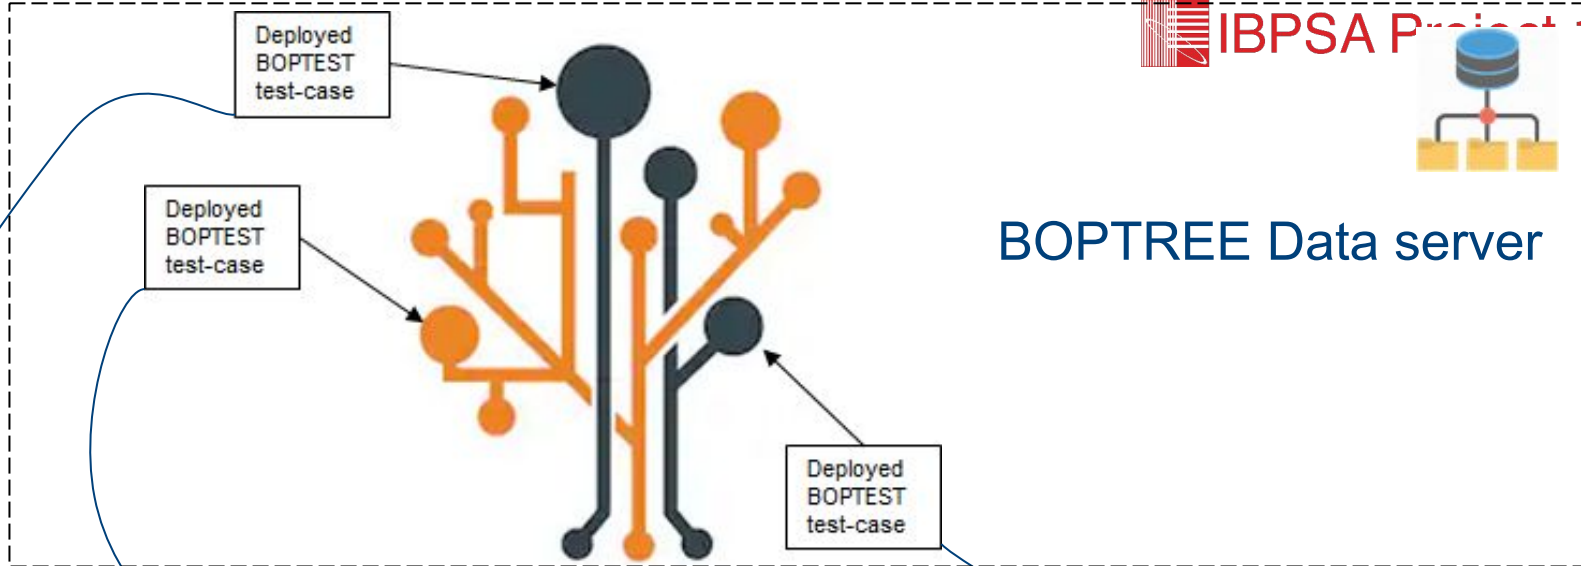 Deployed
BOPTEST
test-case
IBPSA
Deployed
BOPTEST
test-case
BOPTREE Data server
Deployed
BOPTEST
test-case